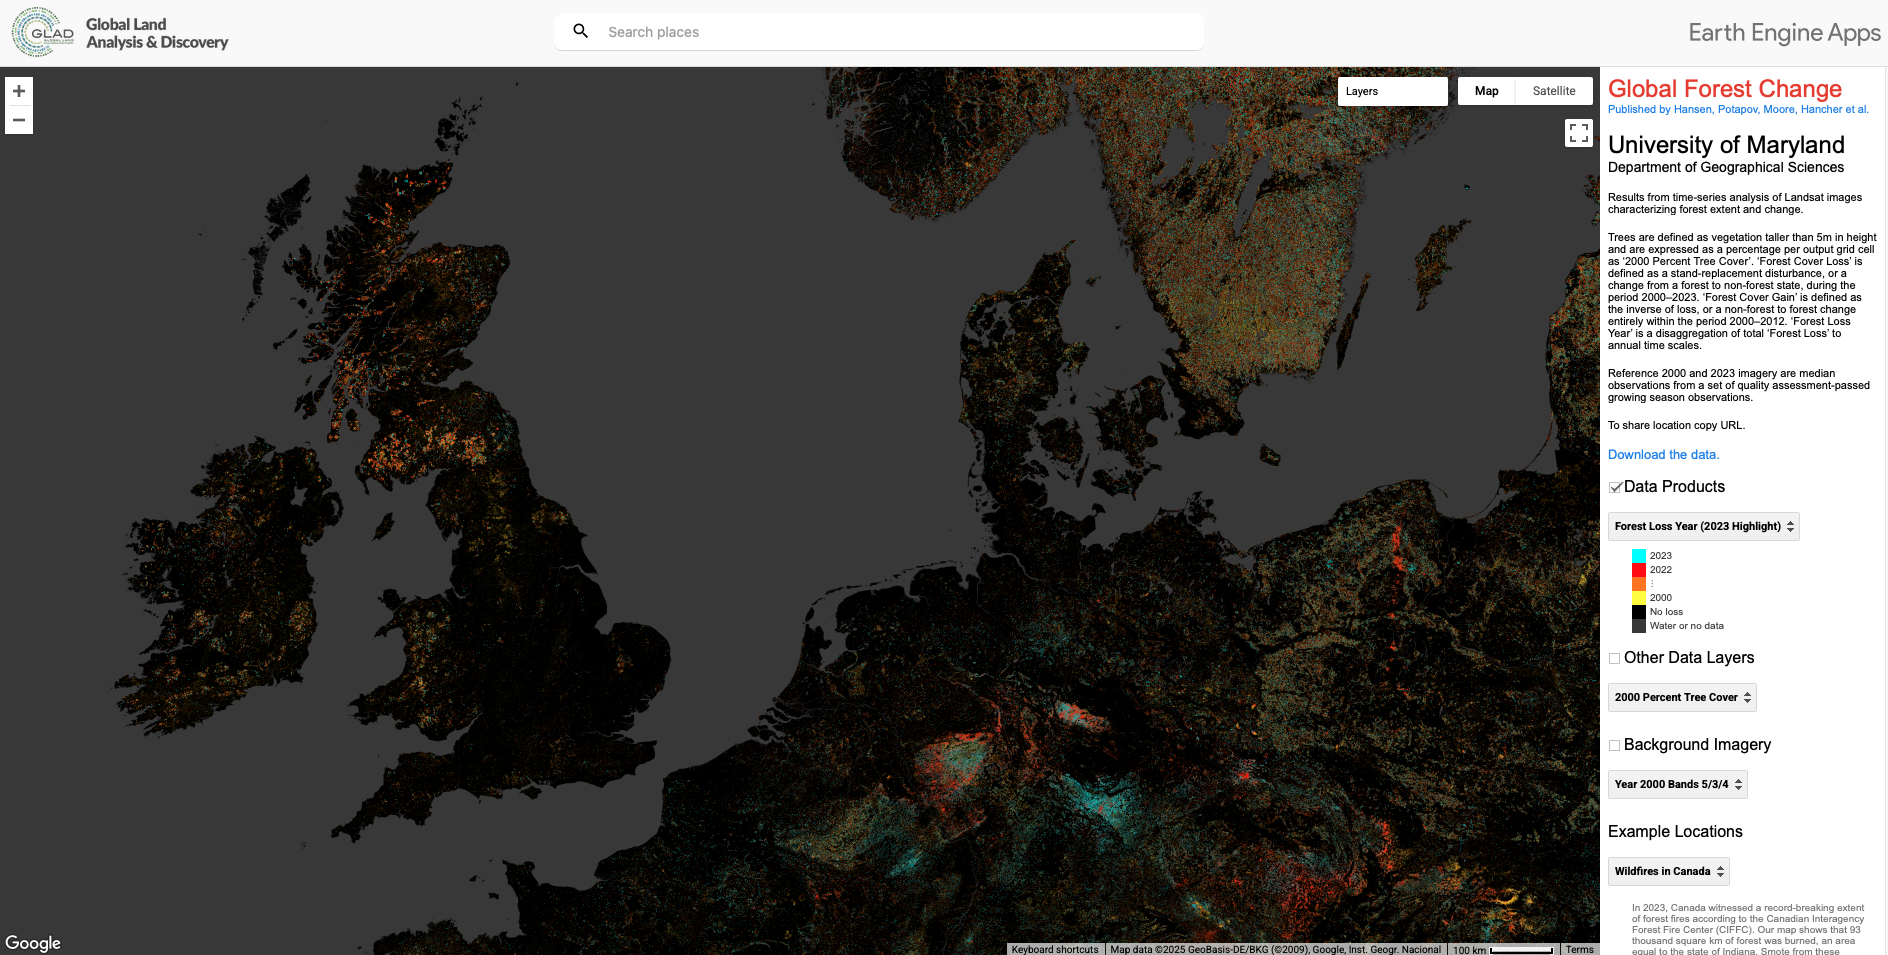 GLAD
Global Land
Analysis & Discovery
Search places
Earth Engine Apps
+
−
Layers
Map
Satellite
Global Forest Change
Published by Hansen, Potapov, Moore, Hancher et al.
University of Maryland
Department of Geographical Sciences
Results from time-series analysis of Landsat images
characterizing forest extent and change.
Trees are defined as vegetation taller than 5m in height
and are expressed as a percentage per output grid cell
as ‘2000 Percent Tree Cover’. ‘Forest Cover Loss’ is
defined as a stand-replacement disturbance, or a
change from a forest to non-forest state, during the
period 2000–2023. ‘Forest Cover Gain’ is defined as
the inverse of loss, or a non-forest to forest change
entirely within the period 2000–2012. ‘Forest Loss
Year’ is a disaggregation of total ‘Forest Loss’ to
annual time scales.
Reference 2000 and 2023 imagery are median
observations from a set of quality assessment-passed
growing season observations.
To share location copy URL.
Download the data.
Data Products
Forest Loss Year (2023 Highlight)
2023
2022
⋮
2000
No loss
Water or no data
Other Data Layers
2000 Percent Tree Cover
Background Imagery
Year 2000 Bands 5/3/4
Example Locations
Wildfires in Canada
In 2023, Canada witnessed a record-breaking extent
of forest fires according to the Canadian Interagency
Forest Fire Center (CIFFC). Our map shows that 93
thousand square km of forest was burned, an area
equal to the state of Indiana. Smote from these
Google
Keyboard shortcuts
Map data ©2025 GeoBasis-DE/BKG (©2009), Google, Inst. Geogr. Nacional
100 km
Terms